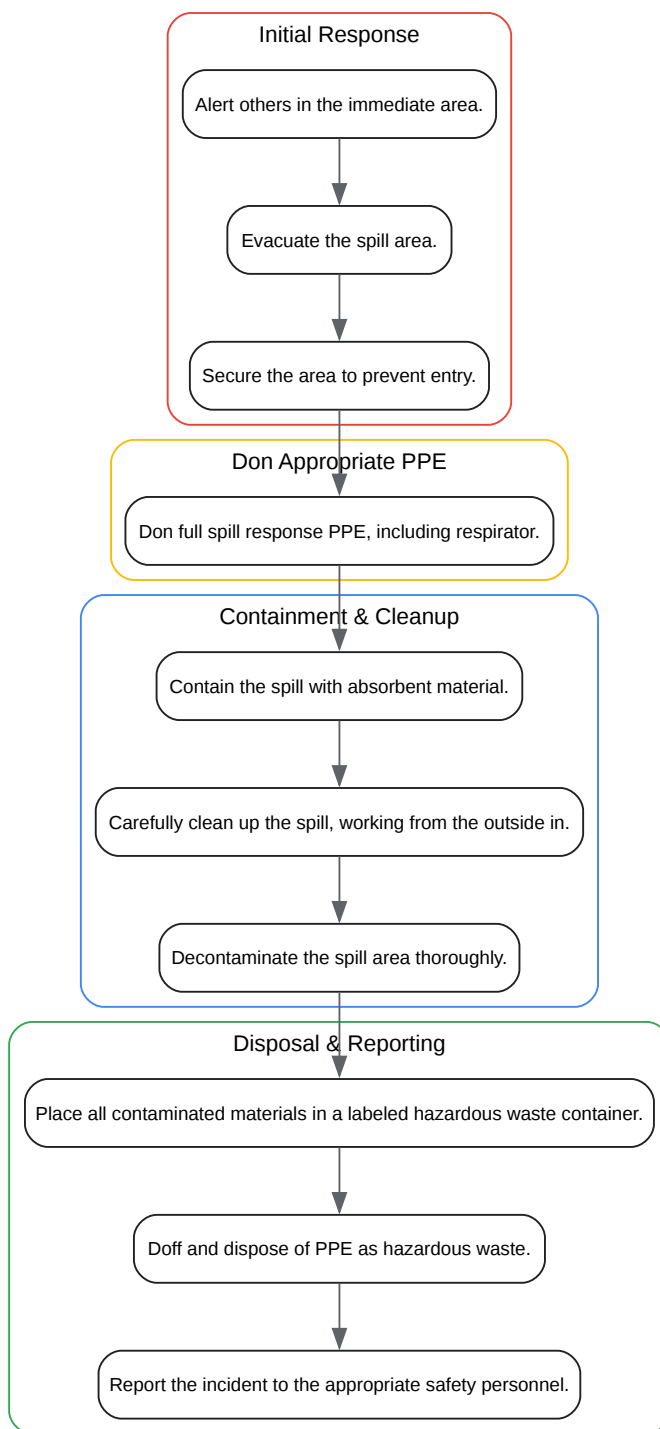 Initial Response
Alert others in the immediate area.
Evacuate the spill area.
Secure the area to prevent entry.
Don Appropriate PPE
Don full spill response PPE, including respirator.
Containment & Cleanup
Contain the spill with absorbent material.
Carefully clean up the spill, working from the outside in.
Decontaminate the spill area thoroughly.
Disposal & Reporting
Place all contaminated materials in a labeled hazardous waste container.
Doff and dispose of PPE as hazardous waste.
Report the incident to the appropriate safety personnel.